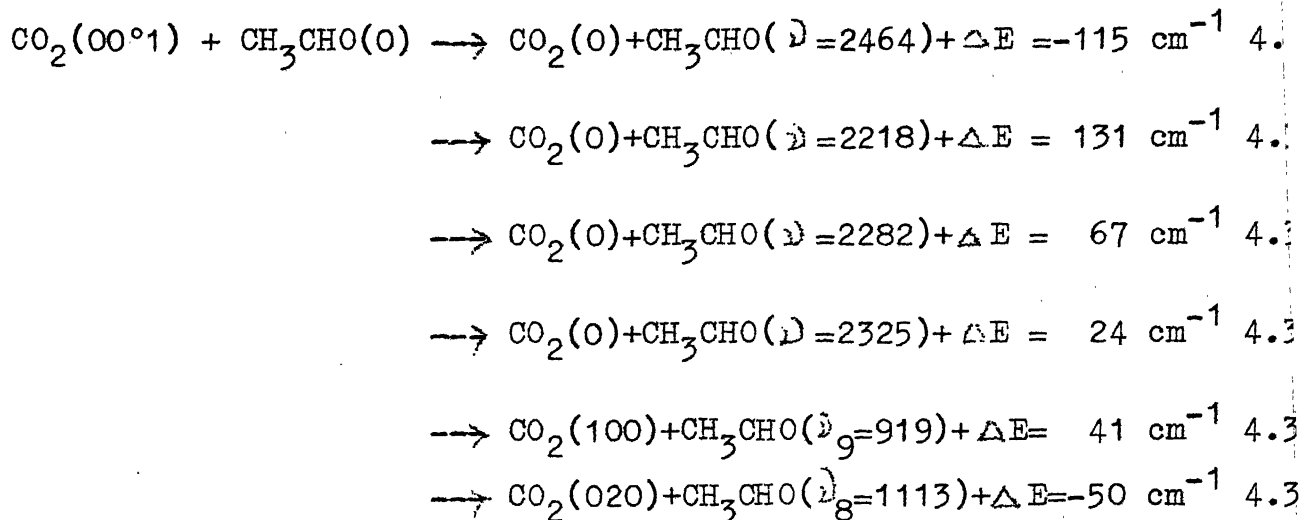 CO₂(00°1) + CH₃CHO(0) → CO₂(0)+CH₃CHO(ν=2464)+ΔE =-115 cm⁻¹ 4.
→ CO₂(0)+CH₃CHO(ν=2218)+ΔE = 131 cm⁻¹ 4.
→ CO₂(0)+CH₃CHO(ν=2282)+ΔE = 67 cm⁻¹ 4.
→ CO₂(0)+CH₃CHO(ν=2325)+ΔE = 24 cm⁻¹ 4.3
→ CO₂(100)+CH₃CHO(ν₉=919)+ΔE= 41 cm⁻¹ 4.3
→ CO₂(020)+CH₃CHO(ν₈=1113)+ΔE=-50 cm⁻¹ 4.3